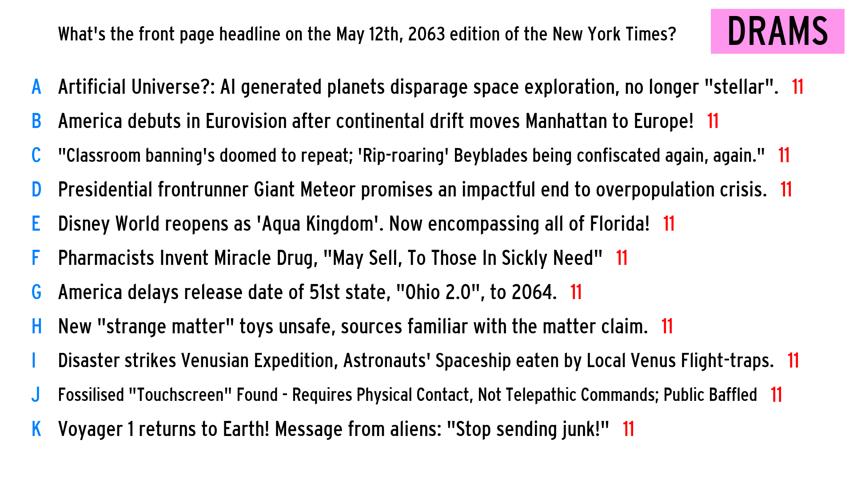 What's the front page headline on the May 12th, 2063 edition of the New York Times? DRAMS
A Artificial Universe?: AI generated planets disparage space exploration, no longer "stellar". 11
B America debuts in Eurovision after continental drift moves Manhattan to Europe! 11
C "Classroom banning's doomed to repeat; 'Rip-roaring' Beyblades being confiscated again, again." 11
D Presidential frontrunner Giant Meteor promises an impactful end to overpopulation crisis. 11
E Disney World reopens as 'Aqua Kingdom'. Now encompassing all of Florida! 11
F Pharmacists Invent Miracle Drug, "May Sell, To Those In Sickly Need" 11
G America delays release date of 51st state, "Ohio 2.0", to 2064. 11
H New "strange matter" toys unsafe, sources familiar with the matter claim. 11
I Disaster strikes Venusian Expedition, Astronauts' Spaceship eaten by Local Venus Flight-traps. 11
J Fossilised "Touchscreen" Found - Requires Physical Contact, Not Telepathic Commands; Public Baffled 11
K Voyager 1 returns to Earth! Message from aliens: "Stop sending junk!" 11